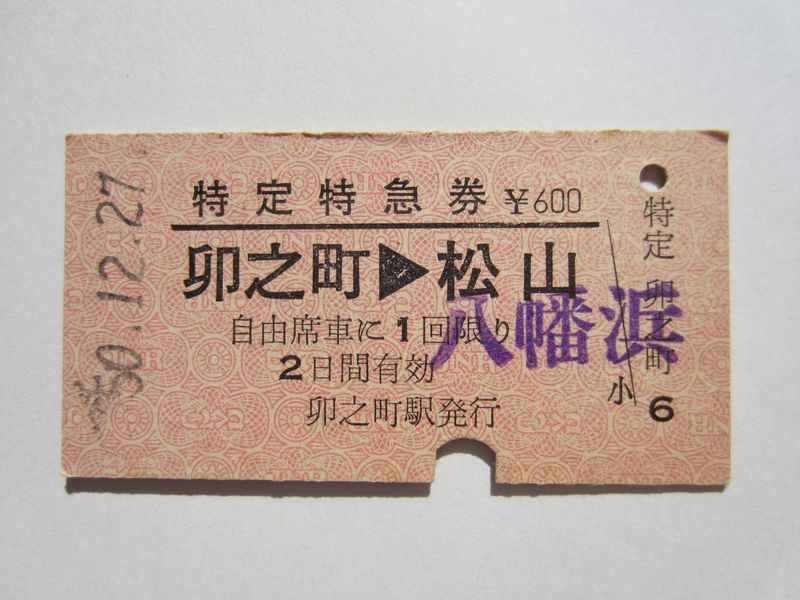 60.12.27.
特定特急券 ¥600
卯之町▶松山
自由席車に1回限り
2日間有効
卯之町駅発行
八幡浜
小
特定 卯之町 6